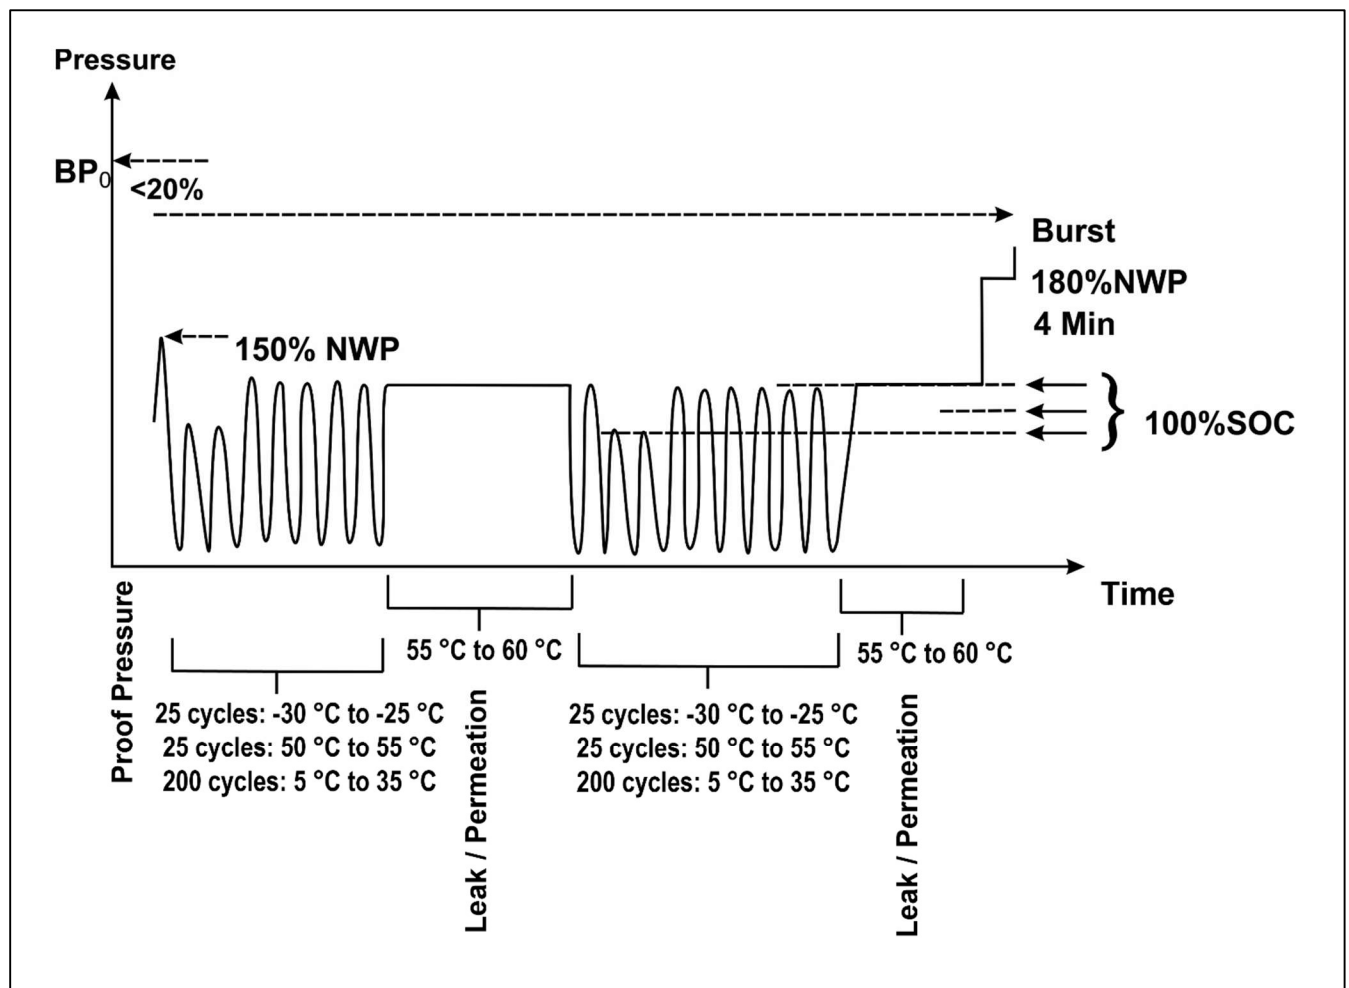 Pressure
BP₀
<20%
Burst
180%NWP
4 Min
150% NWP
100%SOC
Time
Proof Pressure
55 °C to 60 °C
55 °C to 60 °C
25 cycles: -30 °C to -25 °C
25 cycles: 50 °C to 55 °C
200 cycles: 5 °C to 35 °C
Leak / Permeation
25 cycles: -30 °C to -25 °C
25 cycles: 50 °C to 55 °C
200 cycles: 5 °C to 35 °C
Leak / Permeation